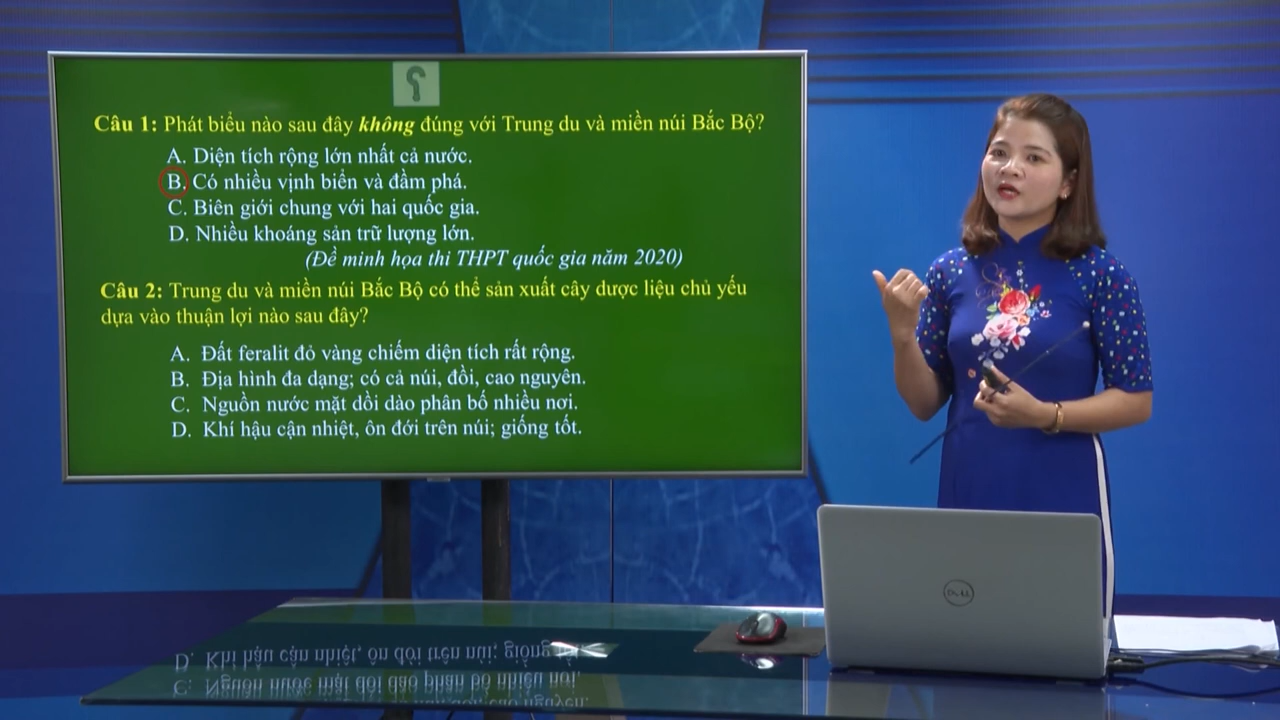 Câu 1: Phát biểu nào sau đây không đúng với Trung du và miền núi Bắc Bộ?
A. Diện tích rộng lớn nhất cả nước.
B. Có nhiều vịnh biển và đầm phá.
C. Biên giới chung với hai quốc gia.
D. Nhiều khoáng sản trữ lượng lớn.
(Đề minh họa thi THPT quốc gia năm 2020)
Câu 2: Trung du và miền núi Bắc Bộ có thể sản xuất cây dược liệu chủ yếu
dựa vào thuận lợi nào sau đây?
A. Đất feralit đỏ vàng chiếm diện tích rất rộng.
B. Địa hình đa dạng; có cả núi, đồi, cao nguyên.
C. Nguồn nước mặt dồi dào phân bố nhiều nơi.
D. Khí hậu cận nhiệt, ôn đới trên núi; giống tốt.
DELL